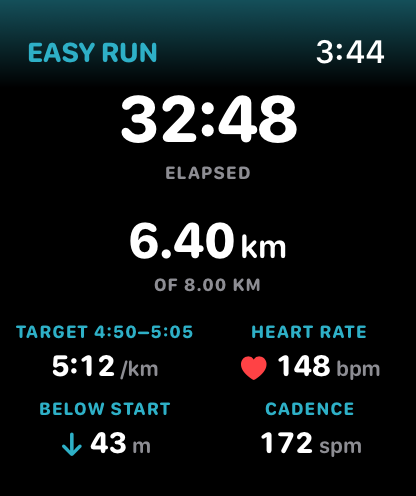 EASY RUN 3:44
32:48
ELAPSED
6.40 km
OF 8.00 KM
TARGET 4:50–5:05 HEART RATE
5:12 /km 148 bpm
BELOW START CADENCE
43 m 172 spm